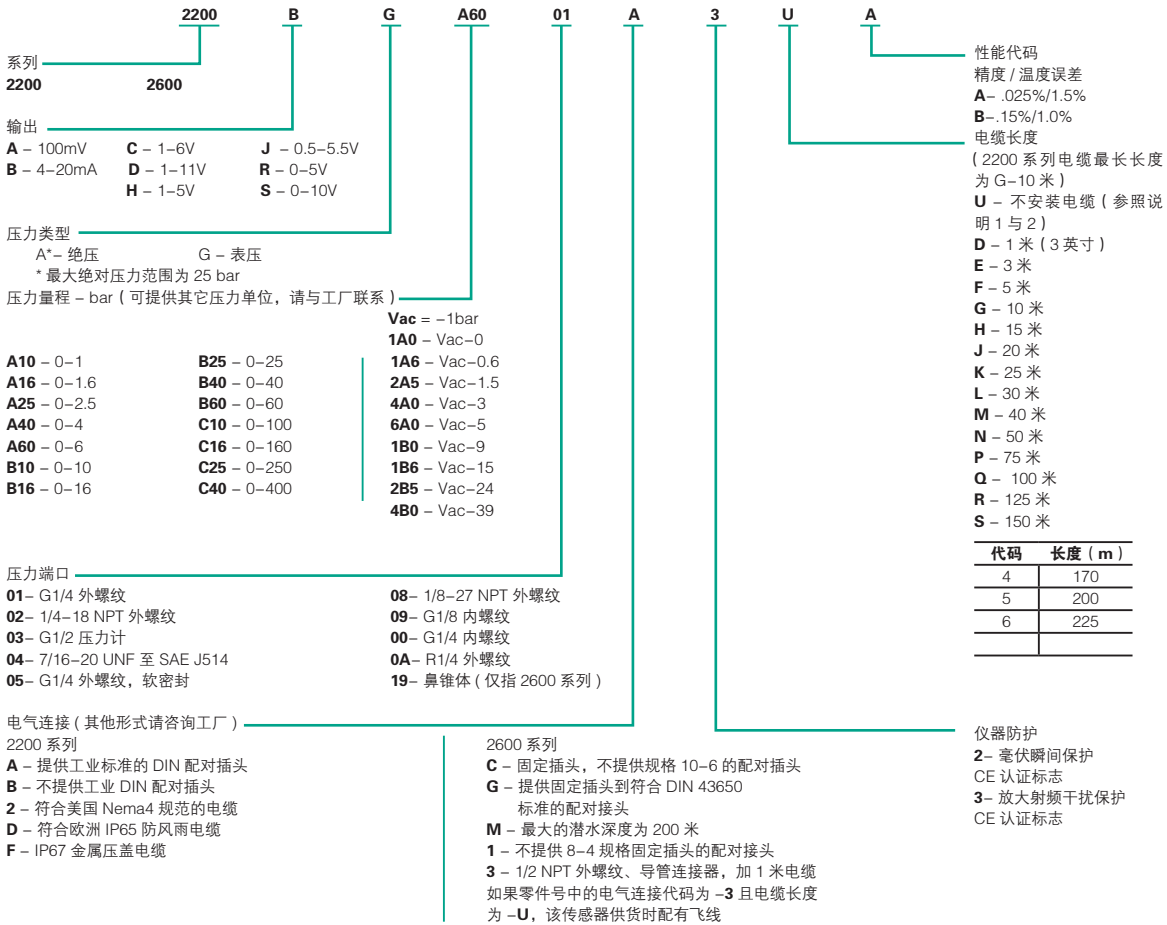 2200 B G A60 01 A 3 U A
系列
2200 2600
输出
A – 100mV C – 1–6V J – 0.5–5.5V
B – 4–20mA D – 1–11V R – 0–5V
H – 1–5V S – 0–10V
压力类型
A*– 绝压 G – 表压
* 最大绝对压力范围为 25 bar
压力量程 – bar（可提供其它压力单位，请与工厂联系）
Vac = –1bar
1A0 – Vac–0
A10 – 0–1 B25 – 0–25 1A6 – Vac–0.6
A16 – 0–1.6 B40 – 0–40 2A5 – Vac–1.5
A25 – 0–2.5 B60 – 0–60 4A0 – Vac–3
A40 – 0–4 C10 – 0–100 6A0 – Vac–5
A60 – 0–6 C16 – 0–160 1B0 – Vac–9
B10 – 0–10 C25 – 0–250 1B6 – Vac–15
B16 – 0–16 C40 – 0–400 2B5 – Vac–24
4B0 – Vac–39
压力端口
01– G1/4 外螺纹 08– 1/8–27 NPT 外螺纹
02– 1/4–18 NPT 外螺纹 09– G1/8 内螺纹
03– G1/2 压力计 00– G1/4 内螺纹
04– 7/16–20 UNF 至 SAE J514 0A– R1/4 外螺纹
05– G1/4 外螺纹，软密封 19– 鼻锥体 ( 仅指 2600 系列 )
电气连接 ( 其他形式请咨询工厂 )
2200 系列
A – 提供工业标准的 DIN 配对插头
B – 不提供工业 DIN 配对插头
2 – 符合美国 Nema4 规范的电缆
D – 符合欧洲 IP65 防风雨电缆
F – IP67 金属压盖电缆
2600 系列
C – 固定插头，不提供规格 10–6 的配对插头
G – 提供固定插头到符合 DIN 43650
标准的配对接头
M – 最大的潜水深度为 200 米
1 – 不提供 8–4 规格固定插头的配对接头
3 – 1/2 NPT 外螺纹、导管连接器，加 1 米电缆
如果零件号中的电气连接代码为 –3 且电缆长度
为 –U，该传感器供货时配有飞线
性能代码
精度 / 温度误差
A– .025%/1.5%
B–.15%/1.0%
电缆长度
( 2200 系列电缆最长长度
为 G–10 米 )
U – 不安装电缆 ( 参照说
明 1 与 2 )
D – 1 米 ( 3 英寸 )
E – 3 米
F – 5 米
G – 10 米
H – 15 米
J – 20 米
K – 25 米
L – 30 米
M – 40 米
N – 50 米
P – 75 米
Q – 100 米
R – 125 米
S – 150 米
代码 长度（m）
4 170
5 200
6 225
仪器防护
2– 毫伏瞬间保护
CE 认证标志
3– 放大射频干扰保护
CE 认证标志